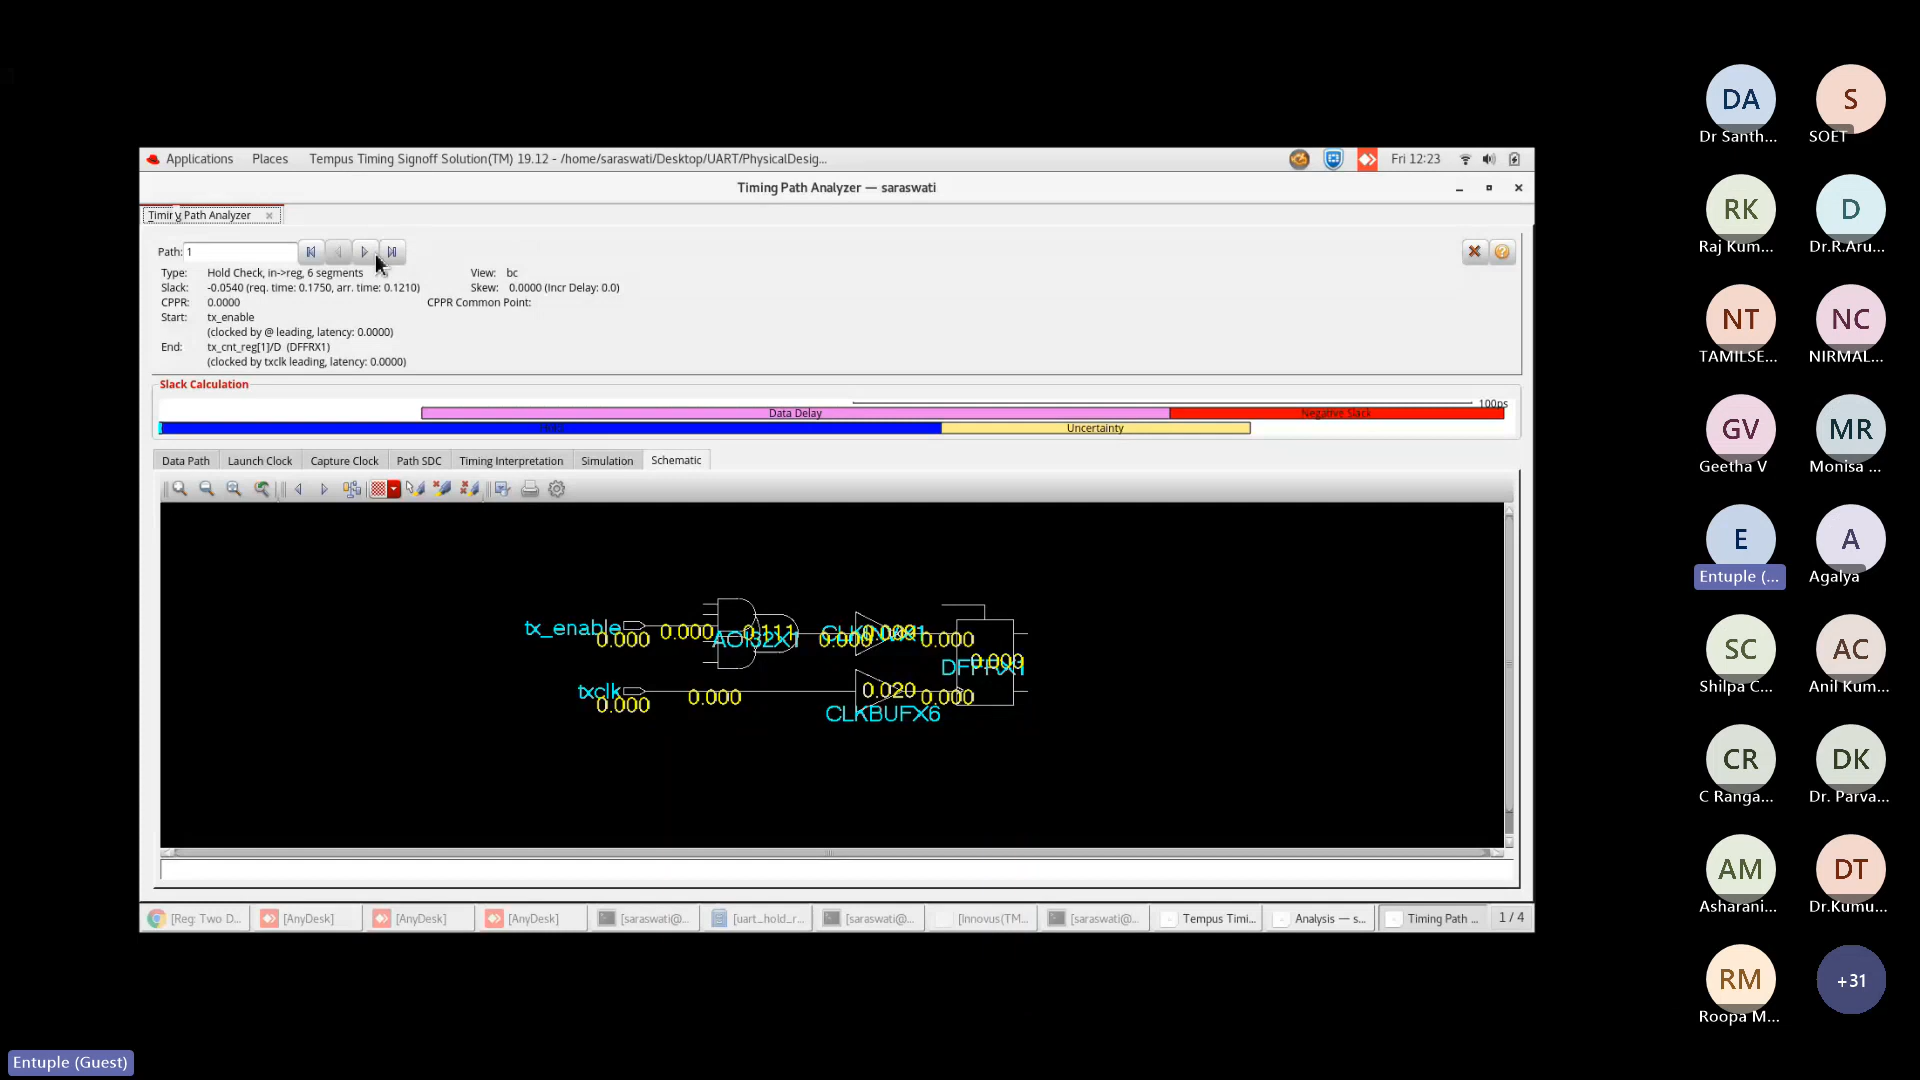 Applications Places Tempus Timing Signoff Solution(TM) 19.12 - /home/saraswati/Desktop/UART/PhysicalDesig... Fri 12:23
Timing Path Analyzer — saraswati
Path Analyzer
Path: 1
Type: Hold Check, in->reg, 6 segments View: bc
Slack: -0.0540 (req. time: 0.1750, arr. time: 0.1210) Skew: 0.0000 (Incr Delay: 0.0)
CPPR: 0.0000 CPPR Common Point:
Start: tx_enable
(clocked by @ leading, latency: 0.0000)
End: tx_cnt_reg[1]/D (DFFRX1)
(clocked by txclk leading, latency: 0.0000)
Slack Calculation
100ps
Data Delay Negative Slack
Uncertainty
Data Path Launch Clock Capture Clock Path SDC Timing Interpretation Simulation Schematic
tx_enable 0.000 0.000 AOI32X1 0.111 0.000
DFFRX1
txclk 0.000 0.000 0.020 0.000
CLKBUFX6
[Reg: Two D... [AnyDesk] [AnyDesk] [AnyDesk] [saraswati@... [uart_hold_r... [saraswati@... [Innovus(TM... [saraswati@... Tempus Timi... Analysis — s... Timing Path ... 1 / 4
DA S
Dr Santh... SOET
RK D
Raj Kum... Dr.R.Aru...
NT NC
TAMILSE... NIRMAL...
GV MR
Geetha V Monisa ...
E A
Entuple (... Agalya
SC AC
Shilpa C... Anil Kum...
CR DK
C Ranga... Dr. Parva...
AM DT
Asharani... Dr.Kumu...
RM +31
Roopa M...
Entuple (Guest)